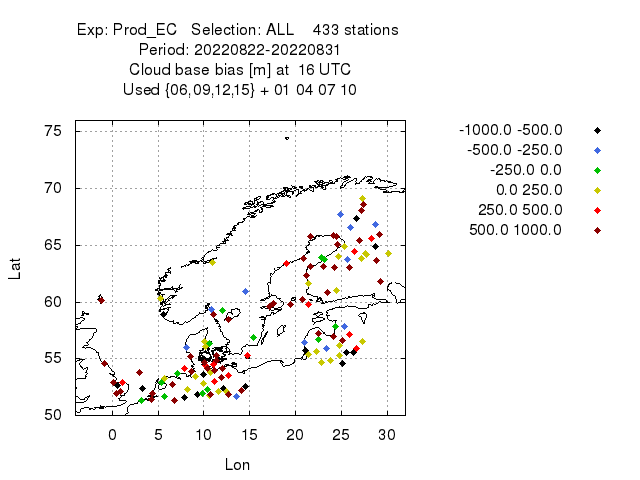 Exp: Prod_EC Selection: ALL 433 stations
Period: 20220822-20220831
Cloud base bias [m] at 16 UTC
Used {06,09,12,15} + 01 04 07 10
-1000.0 -500.0
-500.0 -250.0
-250.0 0.0
0.0 250.0
250.0 500.0
500.0 1000.0
Lat
75
70
65
60
55
50
0 5 10 15 20 25 30
Lon